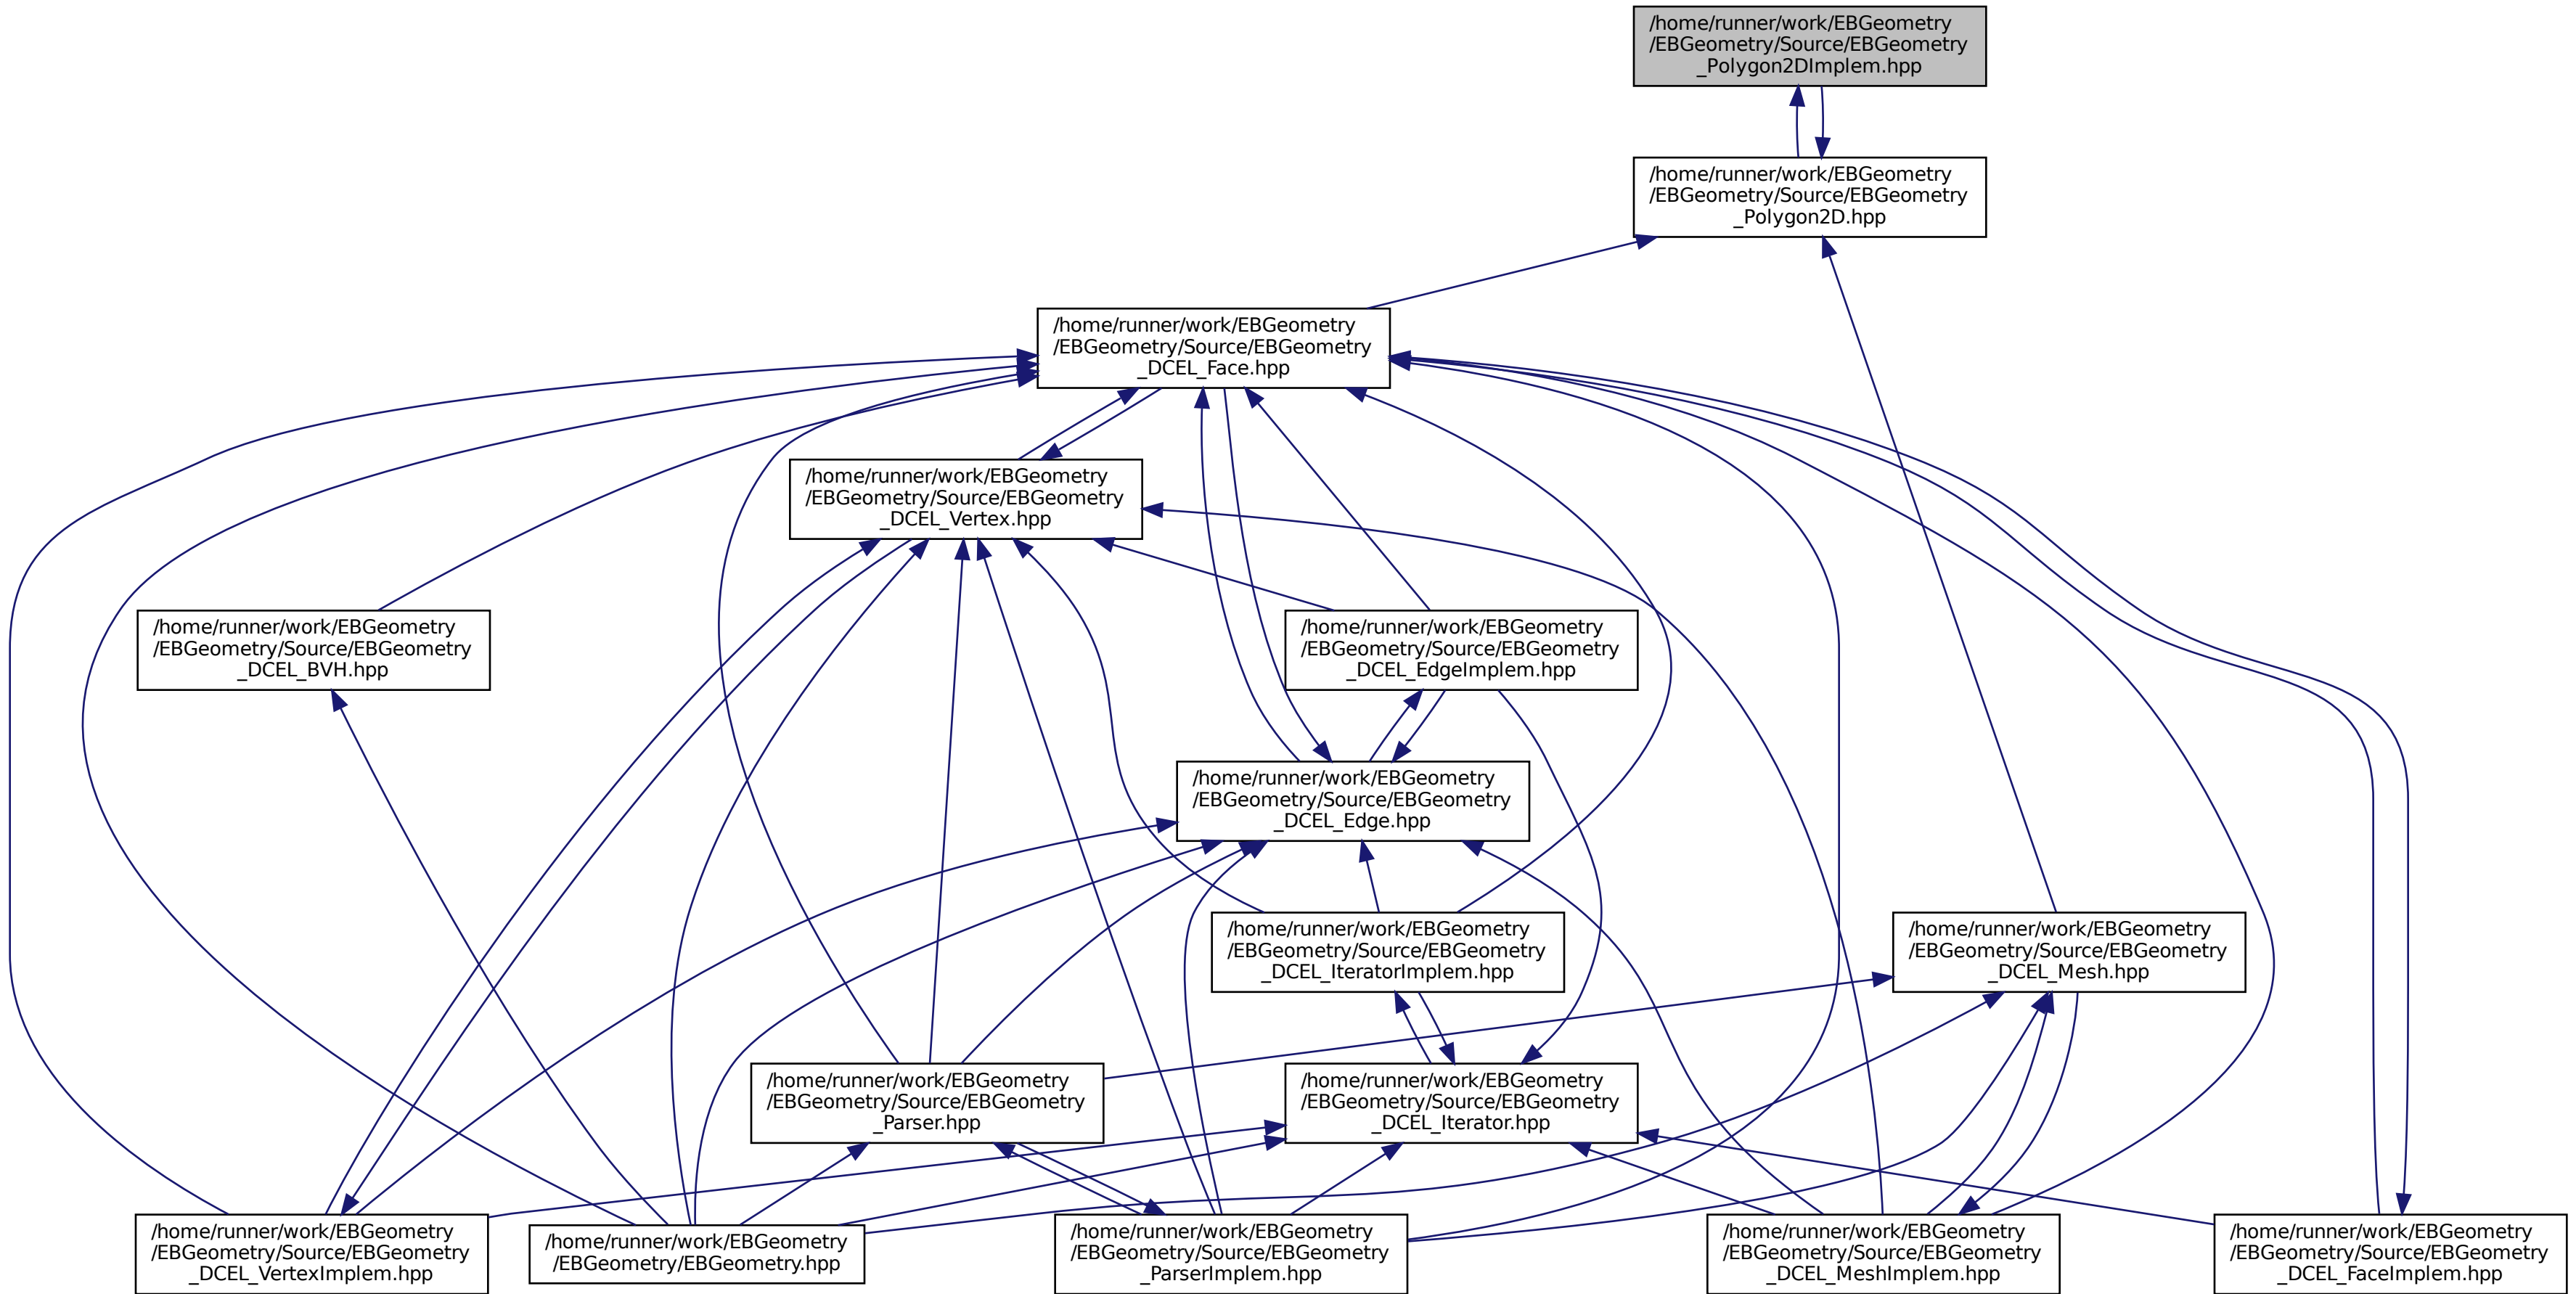 /home/runner/work/EBGeometry
/EBGeometry/Source/EBGeometry
_Polygon2DImplem.hpp
/home/runner/work/EBGeometry
/EBGeometry/Source/EBGeometry
_Polygon2D.hpp
/home/runner/work/EBGeometry
/EBGeometry/Source/EBGeometry
_DCEL_Face.hpp
/home/runner/work/EBGeometry
/EBGeometry/Source/EBGeometry
_DCEL_Vertex.hpp
/home/runner/work/EBGeometry
/EBGeometry/Source/EBGeometry
_DCEL_BVH.hpp
/home/runner/work/EBGeometry
/EBGeometry/Source/EBGeometry
_DCEL_EdgeImplem.hpp
/home/runner/work/EBGeometry
/EBGeometry/Source/EBGeometry
_DCEL_Edge.hpp
/home/runner/work/EBGeometry
/EBGeometry/Source/EBGeometry
_DCEL_IteratorImplem.hpp
/home/runner/work/EBGeometry
/EBGeometry/Source/EBGeometry
_DCEL_Mesh.hpp
/home/runner/work/EBGeometry
/EBGeometry/Source/EBGeometry
_Parser.hpp
/home/runner/work/EBGeometry
/EBGeometry/Source/EBGeometry
_DCEL_Iterator.hpp
/home/runner/work/EBGeometry
/EBGeometry/Source/EBGeometry
_DCEL_VertexImplem.hpp
/home/runner/work/EBGeometry
/EBGeometry/EBGeometry.hpp
/home/runner/work/EBGeometry
/EBGeometry/Source/EBGeometry
_ParserImplem.hpp
/home/runner/work/EBGeometry
/EBGeometry/Source/EBGeometry
_DCEL_MeshImplem.hpp
/home/runner/work/EBGeometry
/EBGeometry/Source/EBGeometry
_DCEL_FaceImplem.hpp